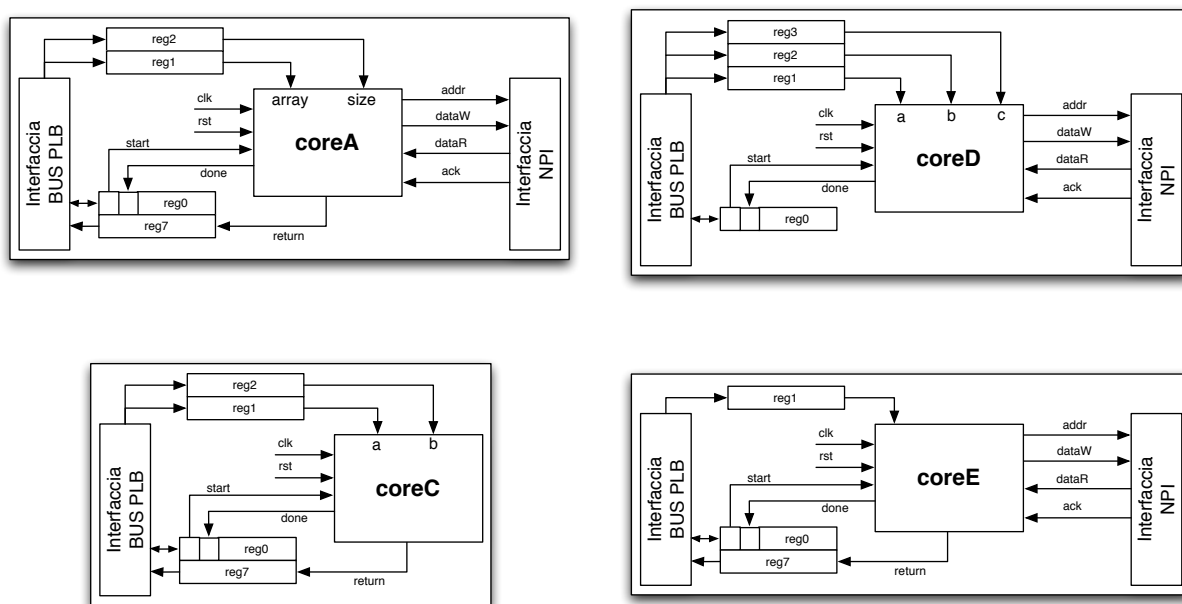 reg2
reg1
Interfaccia
BUS PLB
clk
rst
start
done
array size
coreA
addr
dataW
dataR
ack
Interfaccia
NPI
reg0
reg7
return
reg3
reg2
reg1
Interfaccia
BUS PLB
clk
rst
start
done
a b c
coreD
addr
dataW
dataR
ack
Interfaccia
NPI
reg0
reg2
reg1
Interfaccia
BUS PLB
clk
rst
start
done
a b
coreC
reg0
reg7
return
reg1
Interfaccia
BUS PLB
clk
rst
start
done
coreE
addr
dataW
dataR
ack
Interfaccia
NPI
reg0
reg7
return